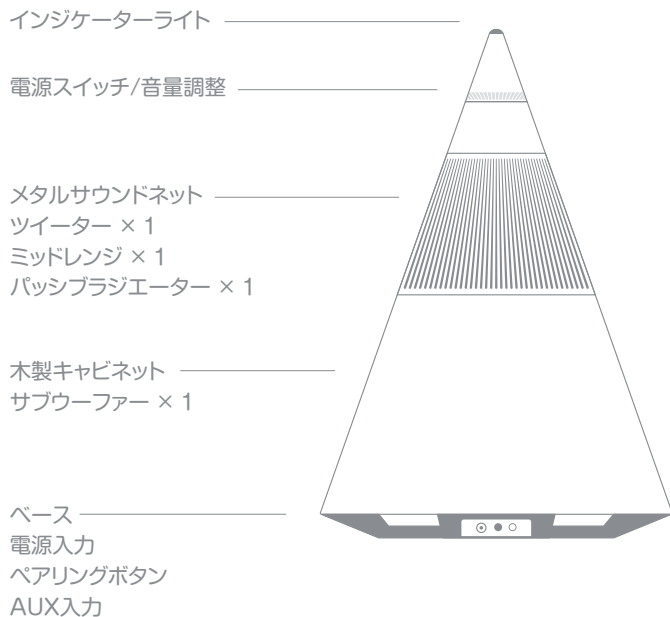 インジケーターライト
電源スイッチ/音量調整
メタルサウンドネット
ツイーター × 1
ミッドレンジ × 1
パッシブラジエーター × 1
木製キャビネット
サブウーファー × 1
ベース
電源入力
ペアリングボタン
AUX入力